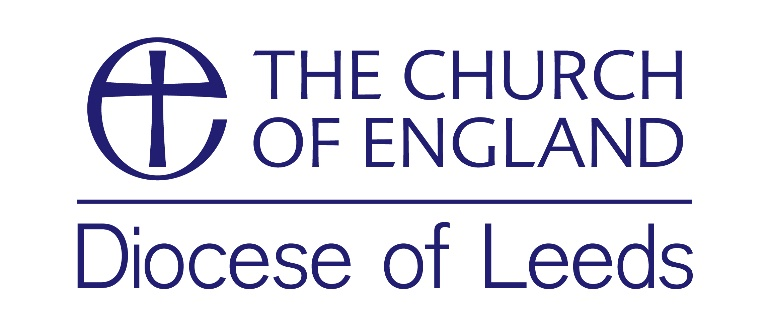 THE CHURCH
OF ENGLAND
Diocese of Leeds